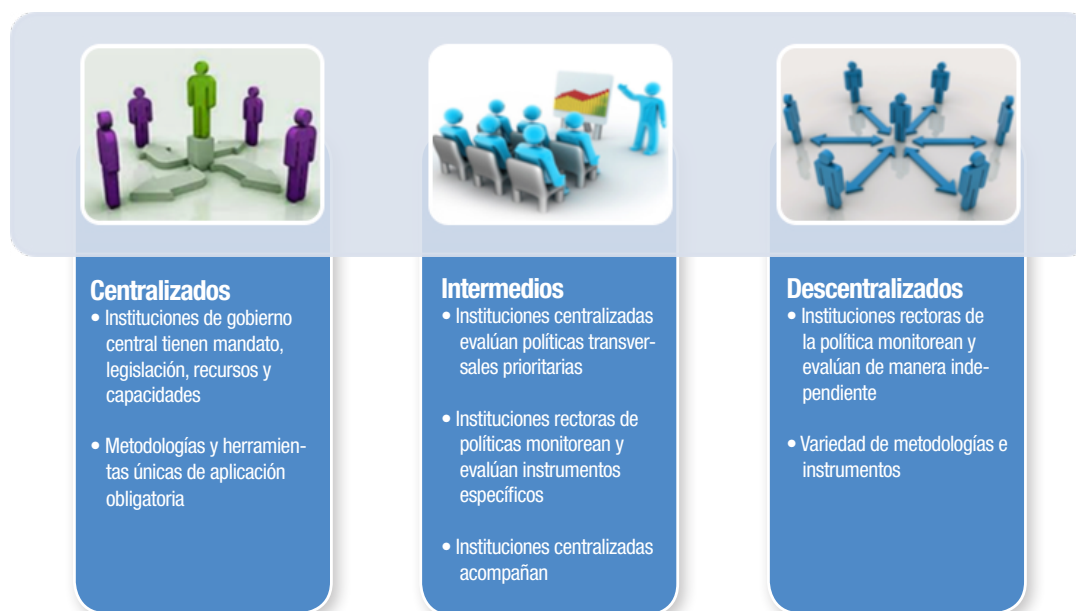 Centralizados
• Instituciones de gobierno
central tienen mandato,
legislación, recursos y
capacidades
• Metodologías y herramien-
tas únicas de aplicación
obligatoria
Intermedios
• Instituciones centralizadas
evalúan políticas transver-
sales prioritarias
• Instituciones rectoras de
políticas monitorean y
evalúan instrumentos
específicos
• Instituciones centralizadas
acompañan
Descentralizados
• Instituciones rectoras de
la política monitorean y
evalúan de manera inde-
pendiente
• Variedad de metodologías e
instrumentos